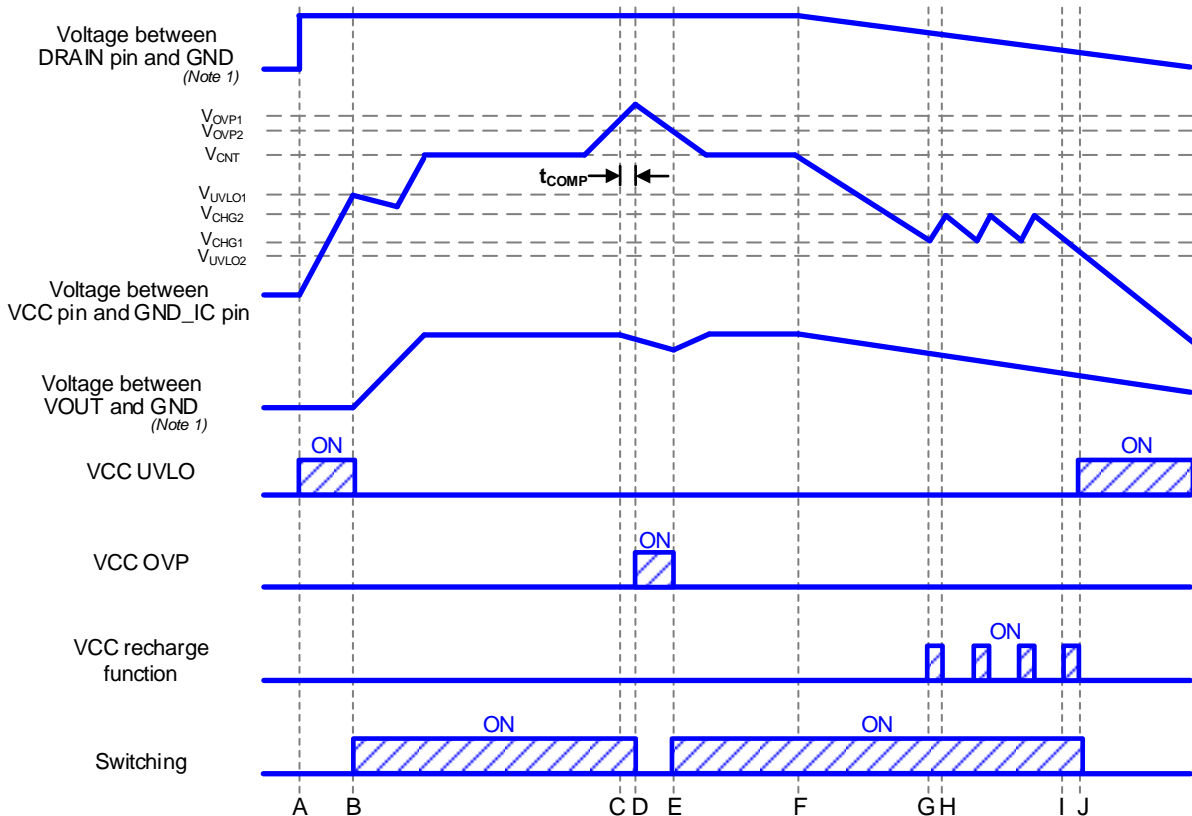 Voltage between
DRAIN pin and GND
(Note 1)
VOVP1
VOVP2
VCNT
tCOMP
VUVLO1
VCHG2
VCHG1
VUVLO2
Voltage between
VCC pin and GND_IC pin
Voltage between
VOUT and GND
(Note 1)
ON
ON
VCC UVLO
ON
VCC OVP
VCC recharge
function
ON
ON
ON
Switching
A B C D E F G H I J